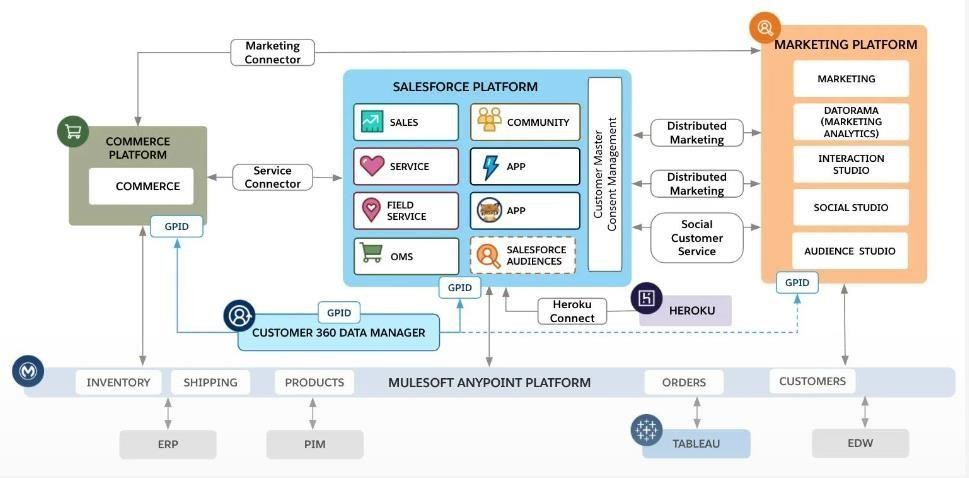 Marketing
Connector
MARKETING PLATFORM
MARKETING
DATORAMA
(MARKETING
ANALYTICS)
INTERACTION
STUDIO
SOCIAL STUDIO
AUDIENCE STUDIO
GPID
SALESFORCE PLATFORM
SALES
COMMUNITY
SERVICE
APP
FIELD
SERVICE
APP
OMS
SALESFORCE
AUDIENCES
Customer Master
Consent Management
GPID
Distributed
Marketing
Distributed
Marketing
Social
Customer
Service
COMMERCE
PLATFORM
COMMERCE
GPID
Service
Connector
GPID
CUSTOMER 360 DATA MANAGER
Heroku
Connect
HEROKU
INVENTORY
SHIPPING
PRODUCTS
MULESOFT ANYPOINT PLATFORM
ORDERS
CUSTOMERS
ERP
PIM
TABLEAU
EDW